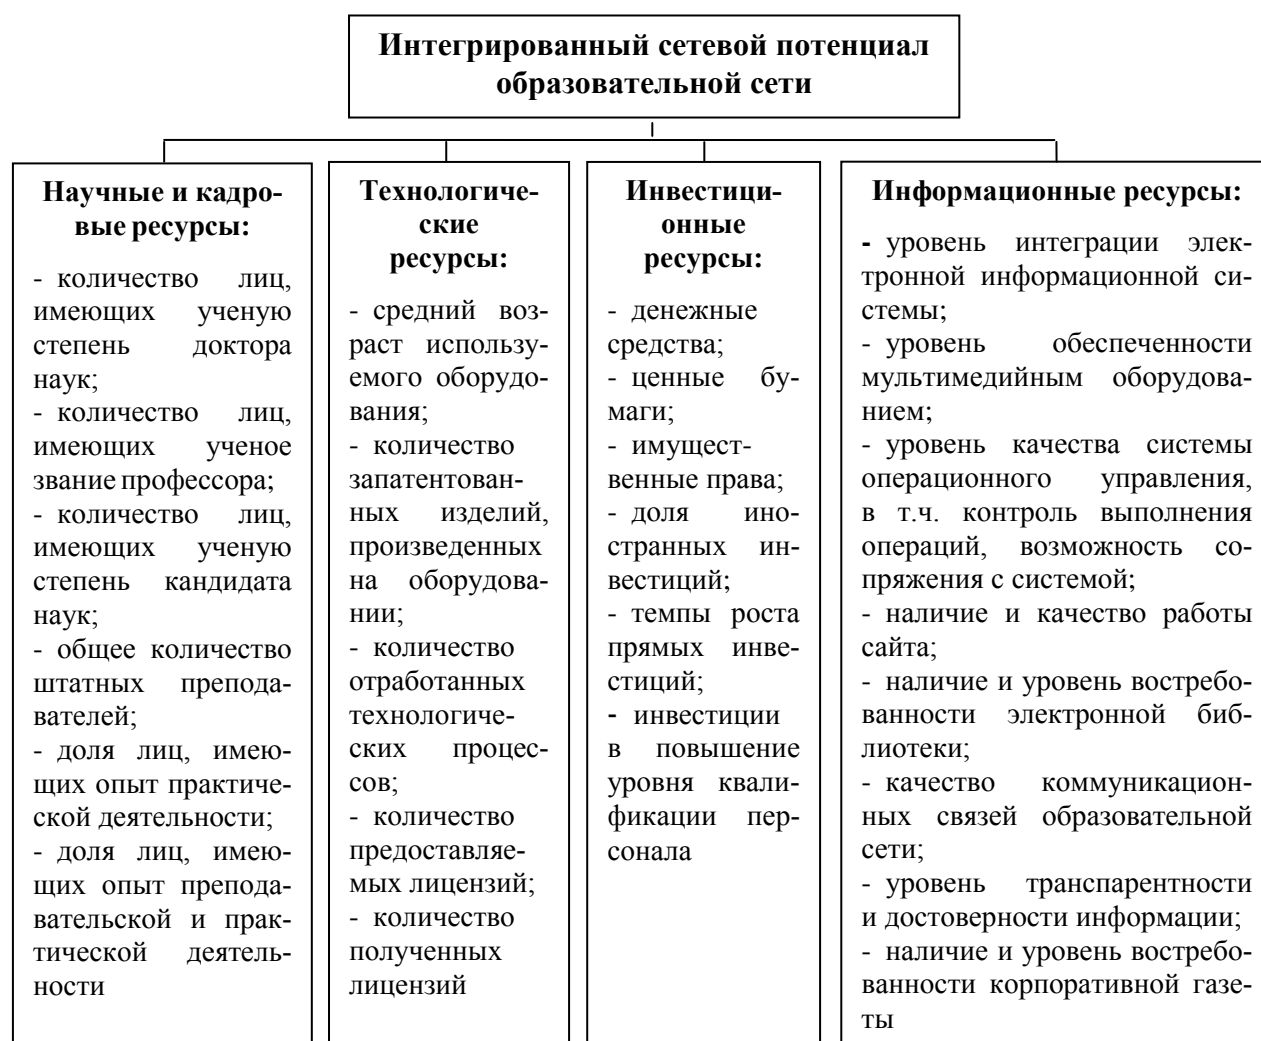 Интегрированный сетевой потенциал
образовательной сети
Научные и кадро-
вые ресурсы:
- количество лиц,
имеющих ученую
степень доктора
наук;
- количество лиц,
имеющих ученое
звание профессора;
- количество лиц,
имеющих ученую
степень кандидата
наук;
- общее количество
штатных препода-
вателей;
- доля лиц, имею-
щих опыт практиче-
ской деятельности;
- доля лиц, имею-
щих опыт препода-
вательской и прак-
тической деятель-
ности
Технологиче-
ские
ресурсы:
- средний воз-
раст использу-
емого оборудо-
вания;
- количество
запатентован-
ных изделий,
произведенных
на оборудова-
нии;
- количество
отработанных
технологиче-
ских процес-
сов;
- количество
предоставляе-
мых лицензий;
- количество
полученных
лицензий
Инвестици-
онные
ресурсы:
- денежные
средства;
- ценные бу-
маги;
- имущест-
венные права;
- доля ино-
странных ин-
вестиций;
- темпы роста
прямых инве-
стиций;
- инвестиции
в повышение
уровня квали-
фикации пер-
сонала
Информационные ресурсы:
- уровень интеграции элек-
тронной информационной си-
стемы;
- уровень обеспеченности
мультимедийным оборудова-
нием;
- уровень качества системы
операционного управления,
в т.ч. контроль выполнения
операций, возможность со-
пряжения с системой;
- наличие и качество работы
сайта;
- наличие и уровень востребо-
ванности электронной биб-
лиотеки;
- качество коммуникацион-
ных связей образовательной
сети;
- уровень транспарентности
и достоверности информации;
- наличие и уровень востребо-
ванности корпоративной газе-
ты